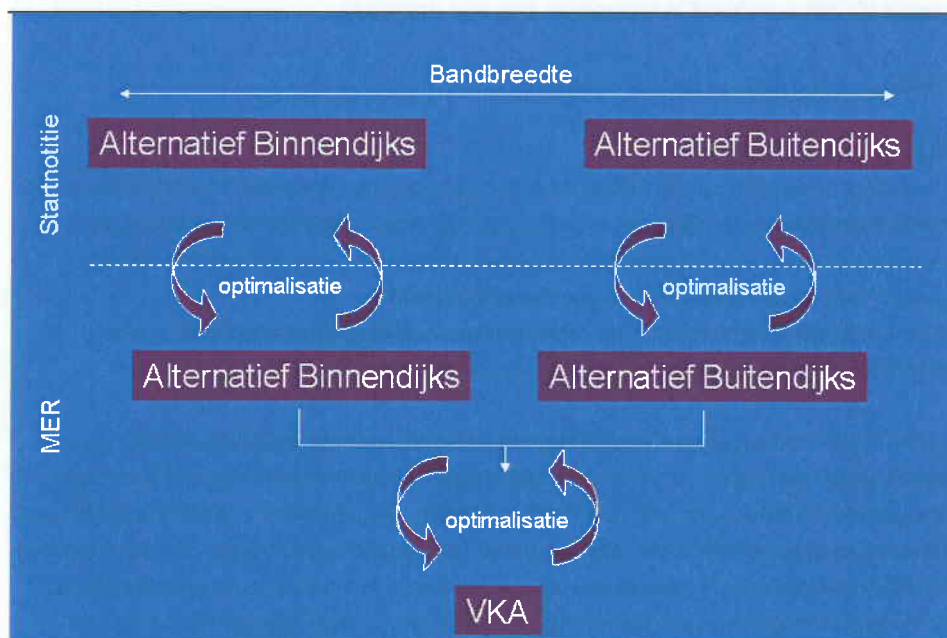 Bandbreedte
Startnotitie
Alternatief Binnendijks
Alternatief Buitendijks
optimalisatie
optimalisatie
MER
Alternatief Binnendijks
Alternatief Buitendijks
optimalisatie
VKA